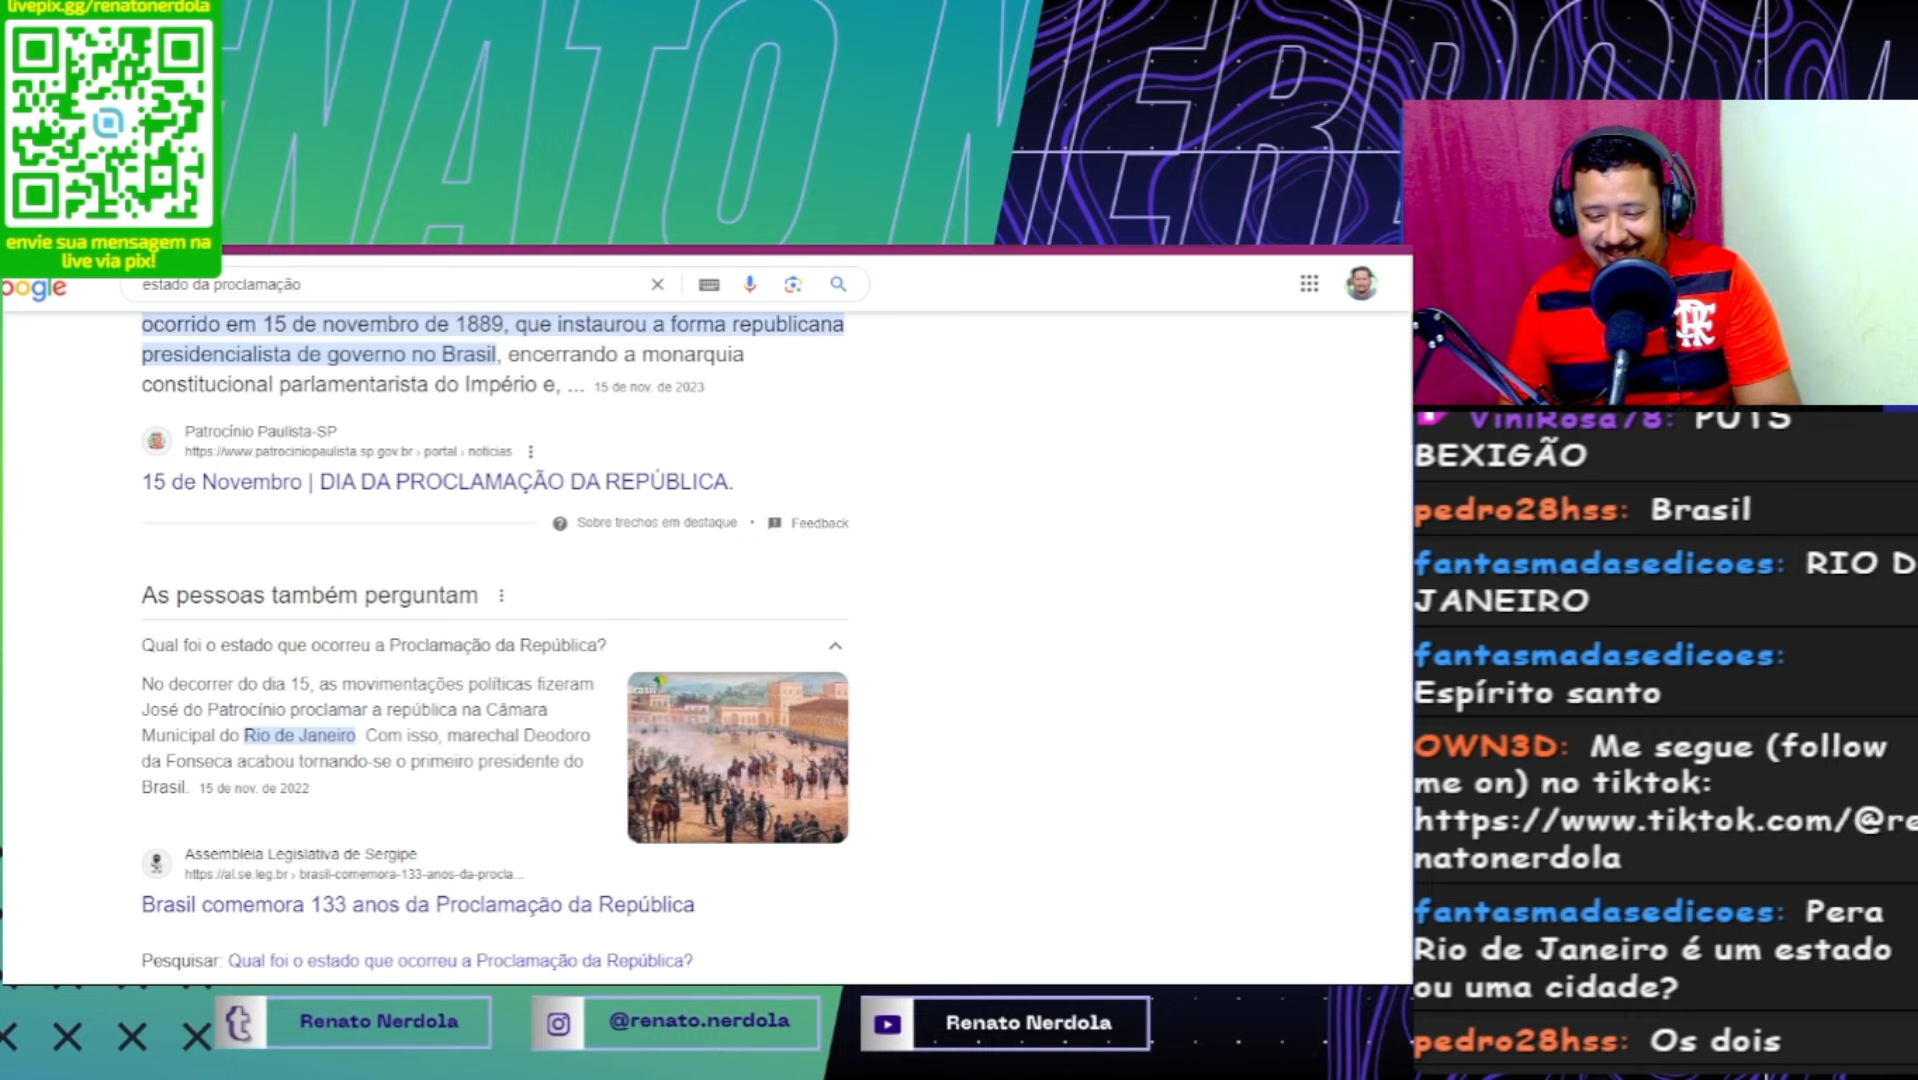 livepix.gg/renatonerdola
envie sua mensagem na
live via pix!
NATO NERDOLA
oogle
estado da proclamação
ocorrido em 15 de novembro de 1889, que instaurou a forma republicana
presidencialista de governo no Brasil, encerrando a monarquia
constitucional parlamentarista do Império e, ... 15 de nov. de 2023
Patrocínio Paulista-SP
https://www.patrociniopaulista.sp.gov.br › portal › noticias
15 de Novembro | DIA DA PROCLAMAÇÃO DA REPÚBLICA.
Sobre trechos em destaque • Feedback
As pessoas também perguntam
Qual foi o estado que ocorreu a Proclamação da República?
No decorrer do dia 15, as movimentações políticas fizeram
José do Patrocínio proclamar a república na Câmara
Municipal do Rio de Janeiro. Com isso, marechal Deodoro
da Fonseca acabou tornando-se o primeiro presidente do
Brasil. 15 de nov. de 2022
Assembleia Legislativa de Sergipe
https://al.se.leg.br › brasil-comemora-133-anos-da-procla...
Brasil comemora 133 anos da Proclamação da República
Pesquisar: Qual foi o estado que ocorreu a Proclamação da República?
ViniRosa78: PUTS
BEXIGÃO
pedro28hss: Brasil
fantasmadasedicoes: RIO D
JANEIRO
fantasmadasedicoes:
Espírito santo
OWN3D: Me segue (follow
me on) no tiktok:
https://www.tiktok.com/@re
natonerdola
fantasmadasedicoes: Pera
Rio de Janeiro é um estado
ou uma cidade?
pedro28hss: Os dois
Renato Nerdola
@renato.nerdola
Renato Nerdola